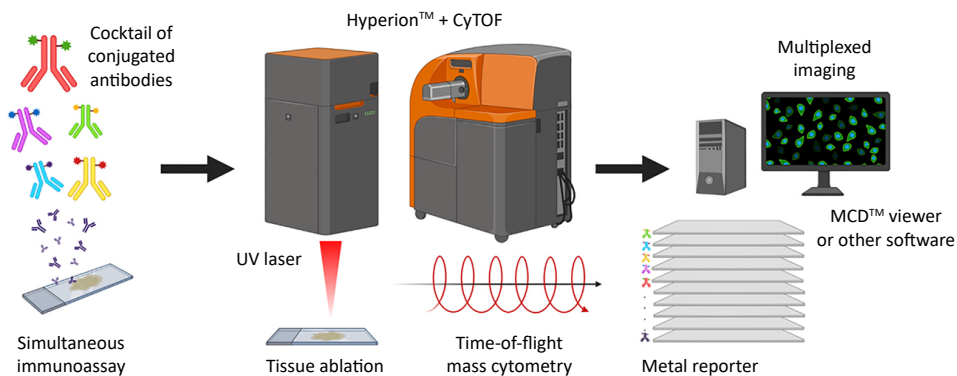 Cocktail of
conjugated
antibodies
Simultaneous
immunoassay
Hyperion™ + CyTOF
UV laser
Tissue ablation
Time-of-flight
mass cytometry
Multiplexed
imaging
MCD™ viewer
or other software
Metal reporter